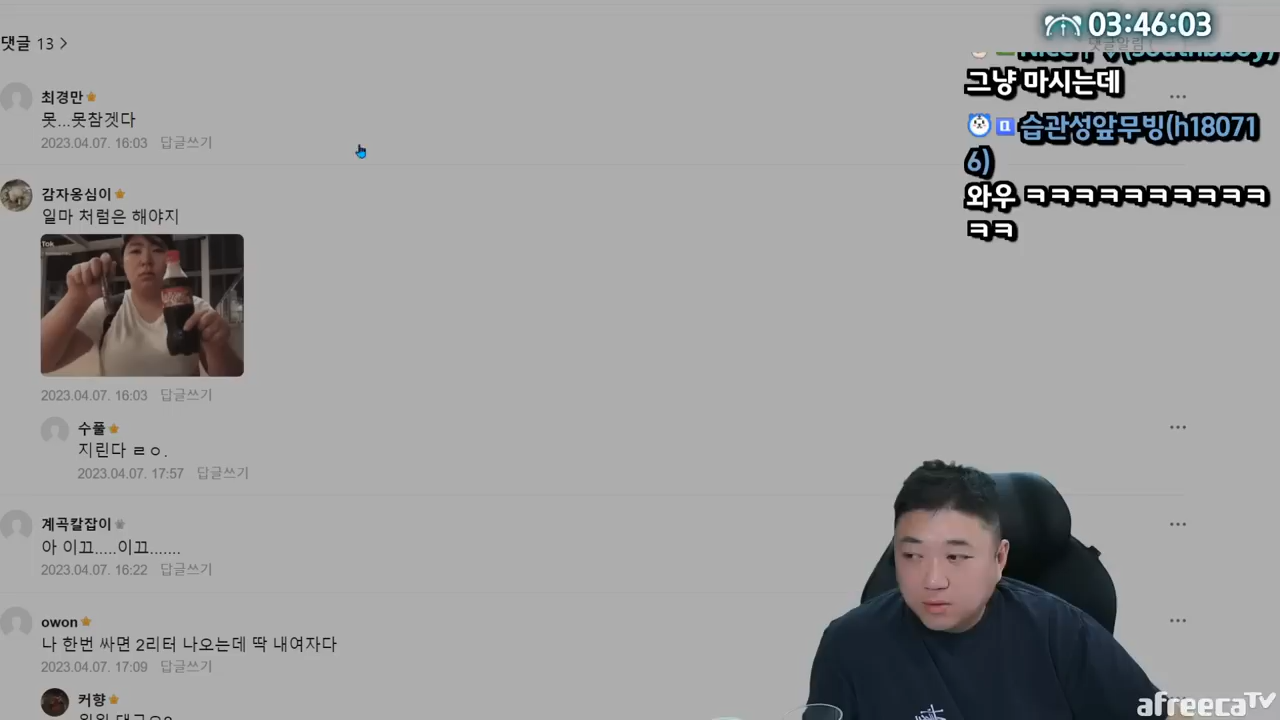 댓글 13
03:46:03
그냥 마시는데
습관성앞무빙(h18071
6)
와우 ㅋㅋㅋㅋㅋㅋㅋㅋㅋㅋ
ㅋㅋ
최경만
못...못참겟다
2023.04.07. 16:03 답글쓰기
감자옹심이
일마 처럼은 해야지
Tok
2023.04.07. 16:03 답글쓰기
수풀
지린다 ㄹㅇ.
2023.04.07. 17:57 답글쓰기
계곡칼잡이
아 이끄.....이끄.......
2023.04.07. 16:22 답글쓰기
owon
나 한번 싸면 2리터 나오는데 딱 내여자다
2023.04.07. 17:09 답글쓰기
커향
afreecaTV